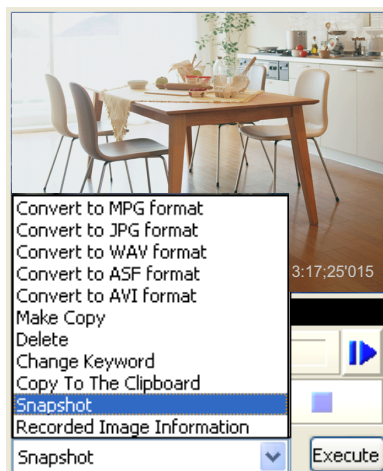 Convert to MPG format
Convert to JPG format
Convert to WAV format
Convert to ASF format
Convert to AVI format
3:17;25'015
Make Copy
Delete
Change Keyword
Copy To The Clipboard
Snapshot
Recorded Image Information
Snapshot
Execute